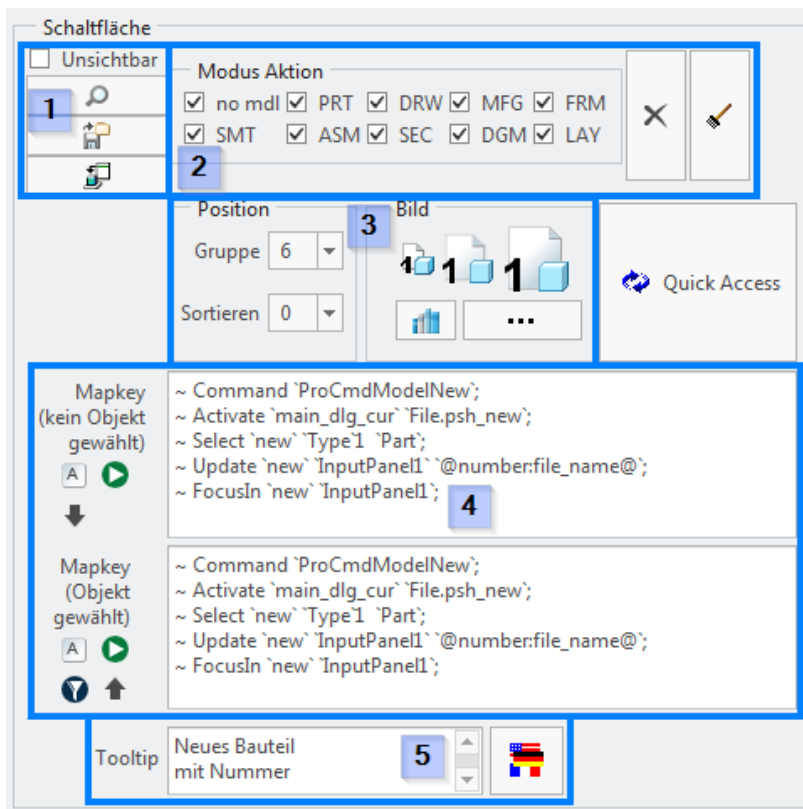 Schaltfläche
Unsichtbar
1
Modus Aktion
no mdl PRT DRW MFG FRM
SMT ASM SEC DGM LAY
2
Position
Gruppe 6
Sortieren 0
3
Bild
1 1 1
...
Quick Access
Mapkey
(kein Objekt
gewählt)
A
~ Command `ProCmdModelNew`;
~ Activate `main_dlg_cur` `File.psh_new`;
~ Select `new` `Type`1 `Part`;
~ Update `new` `InputPanel1` `@number:file_name@`;
~ FocusIn `new` `InputPanel1`;
4
Mapkey
(Objekt
gewählt)
A
~ Command `ProCmdModelNew`;
~ Activate `main_dlg_cur` `File.psh_new`;
~ Select `new` `Type`1 `Part`;
~ Update `new` `InputPanel1` `@number:file_name@`;
~ FocusIn `new` `InputPanel1`;
Tooltip
Neues Bauteil
mit Nummer
5